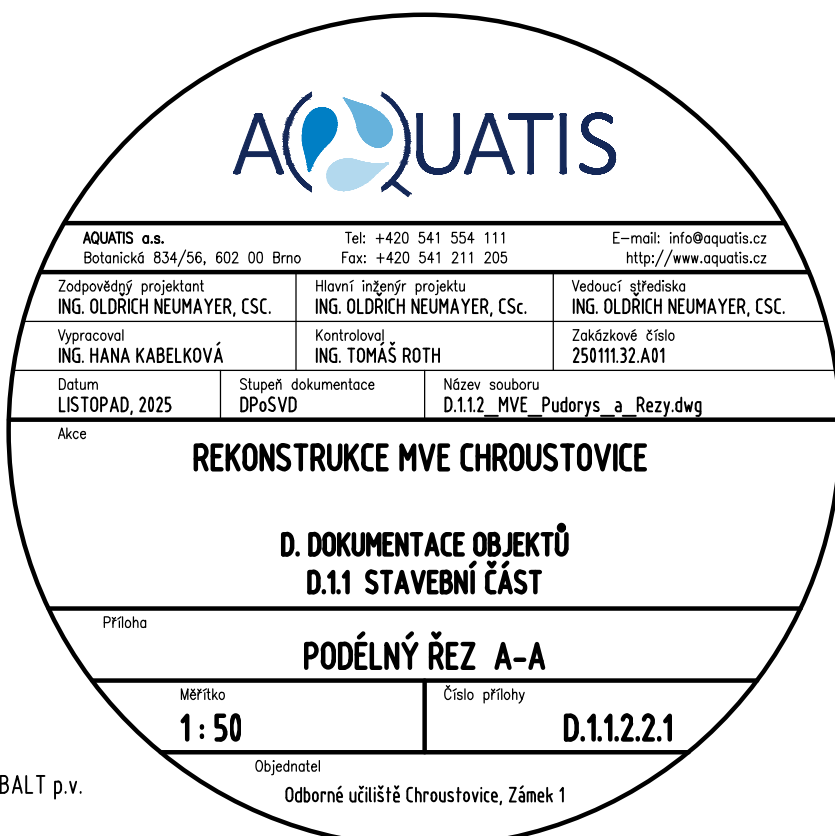 AQUATIS
AQUATIS a.s. Tel: +420 541 554 111 E-mail: info@aquatis.cz
Botanická 834/56, 602 00 Brno Fax: +420 541 211 205 http://www.aquatis.cz
Zodpovědný projektant Hlavní inženýr projektu Vedoucí střediska
ING. OLDŘICH NEUMAYER, CSC. ING. OLDŘICH NEUMAYER, CSc. ING. OLDŘICH NEUMAYER, CSC.
Vypracoval Kontroloval Zakázkové číslo
ING. HANA KABELKOVÁ ING. TOMÁŠ ROTH 250111.32.A01
Datum Stupeň dokumentace Název souboru
LISTOPAD, 2025 DPoSVD D.1.1.2_MVE_Pudorys_a_Rezy.dwg
Akce
REKONSTRUKCE MVE CHROUSTOVICE
D. DOKUMENTACE OBJEKTŮ
D.1.1 STAVEBNÍ ČÁST
Příloha
PODÉLNÝ ŘEZ A-A
Měřítko Číslo přílohy
1 : 50 D.1.1.2.2.1
Objednatel
BALT p.v.
Odborné učiliště Chroustovice, Zámek 1